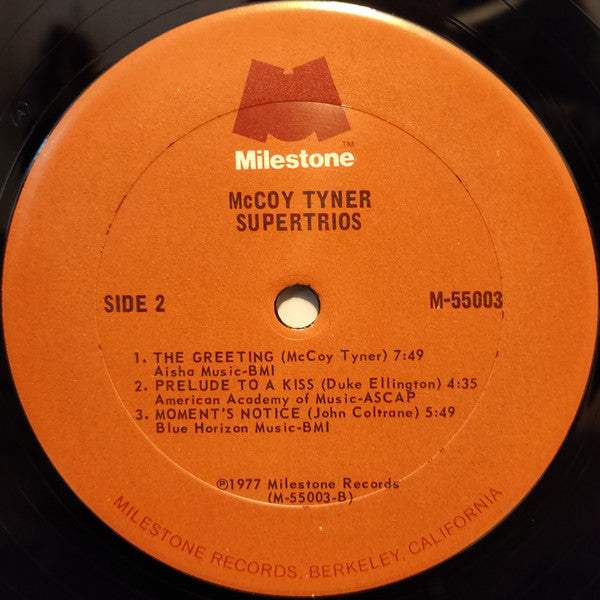 Milestone™
McCOY TYNER
SUPERTRIOS
SIDE 2
M-55003
1. THE GREETING (McCoy Tyner) 7:49
Aisha Music-BMI
2. PRELUDE TO A KISS (Duke Ellington) 4:35
American Academy of Music-ASCAP
3. MOMENT'S NOTICE (John Coltrane) 5:49
Blue Horizon Music-BMI
℗1977 Milestone Records
(M-55003-B)
MILESTONE RECORDS, BERKELEY, CALIFORNIA